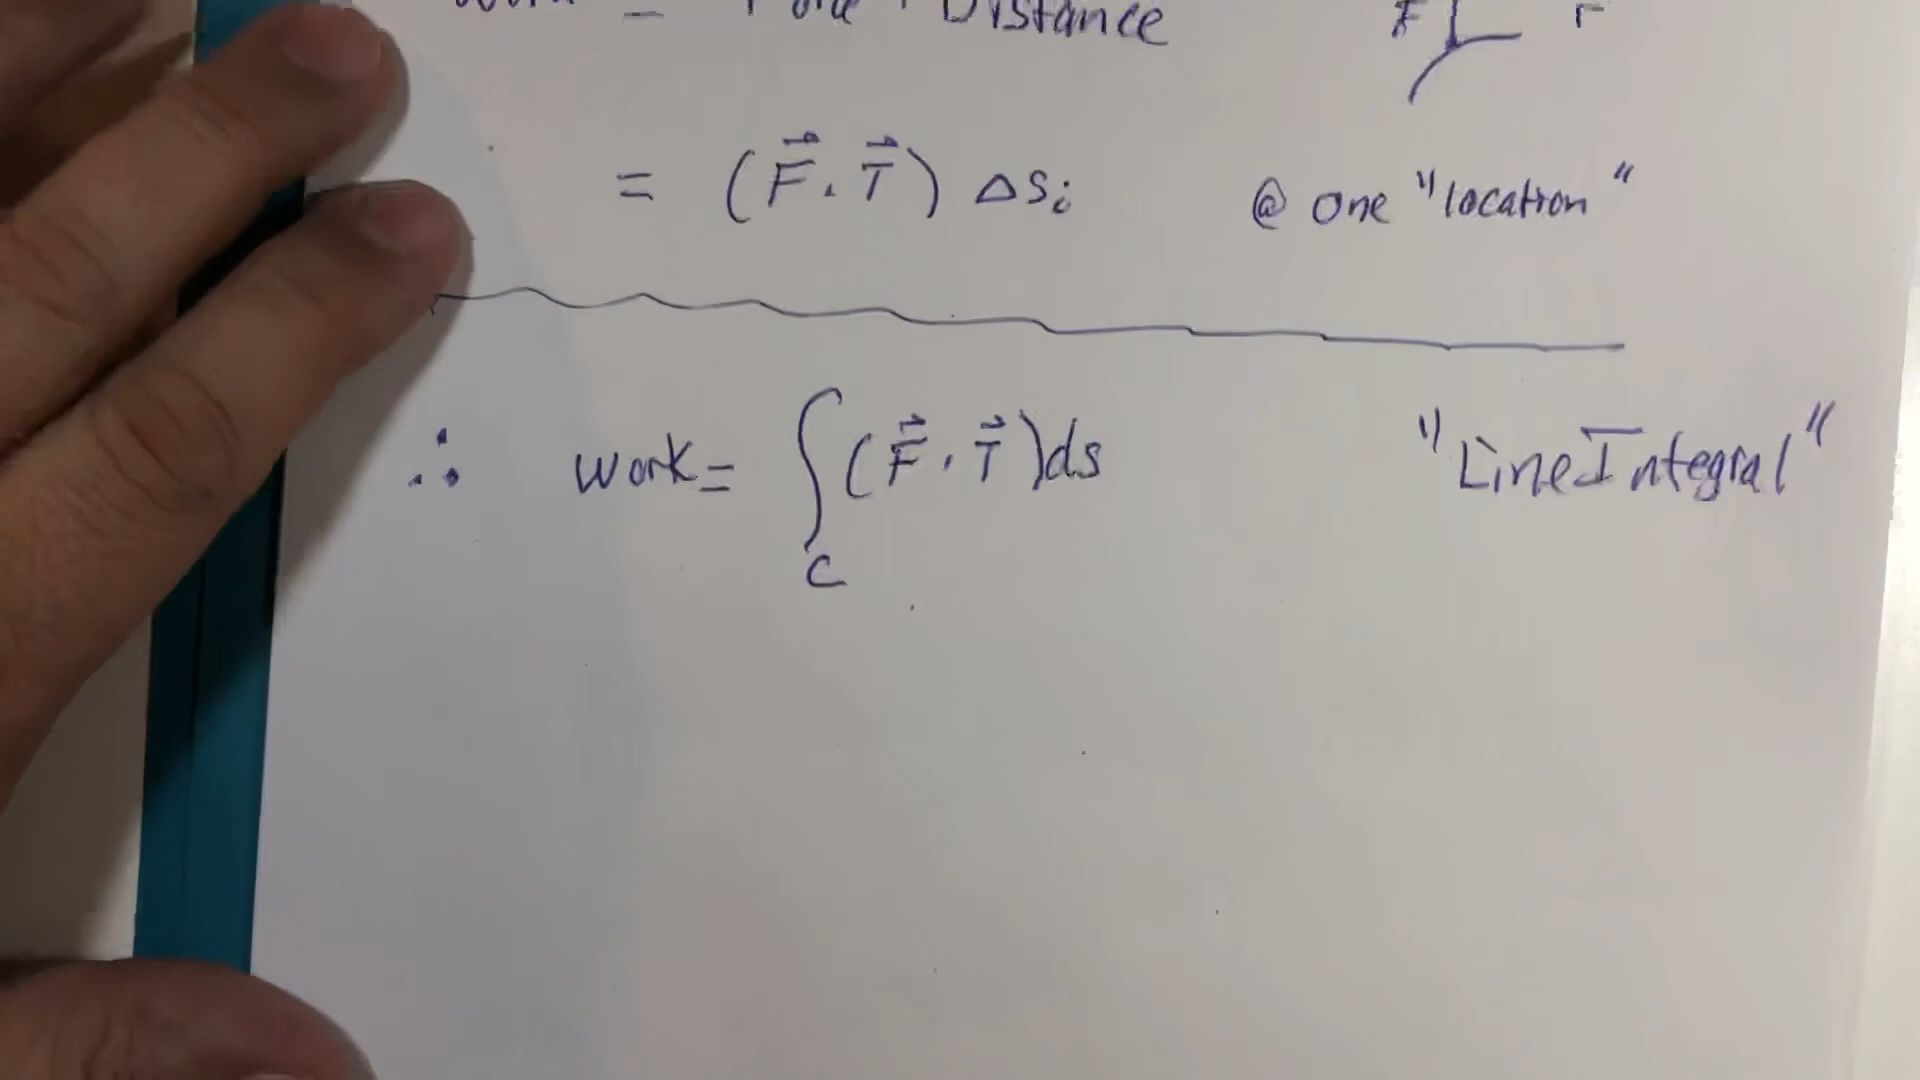 = Distance F F
= (F⃗ · T⃗) Δsᵢ @ one "location"
∴ work = ∫_C (F⃗ · T⃗) ds "Line Integral"